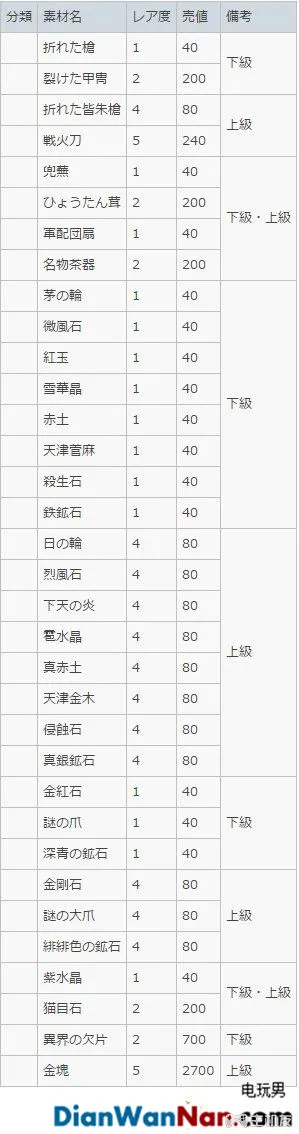 分類 素材名 レア度 売値 備考
折れた槍 1 40 下級
裂けた甲冑 2 200
折れた皆朱槍 4 80 上級
戦火刀 5 240
兜蕪 1 40 下級・上級
ひょうたん茸 2 200
軍配団扇 1 40
名物茶器 2 200
茅の輪 1 40 下級
微風石 1 40
紅玉 1 40
雪華晶 1 40
赤土 1 40
天津菅麻 1 40
殺生石 1 40
鉄鉱石 1 40
日の輪 4 80 上級
烈風石 4 80
下天の炎 4 80
雹水晶 4 80
真赤土 4 80
天津金木 4 80
侵蝕石 4 80
真銀鉱石 4 80
金紅石 1 40 下級
謎の爪 1 40
深青の鉱石 1 40
金剛石 4 80 上級
謎の大爪 4 80
緋緋色の鉱石 4 80
紫水晶 1 40 下級・上級
猫目石 2 200
異界の欠片 2 700 下級
金塊 5 2700 上級
电玩男
DianWanNan.com